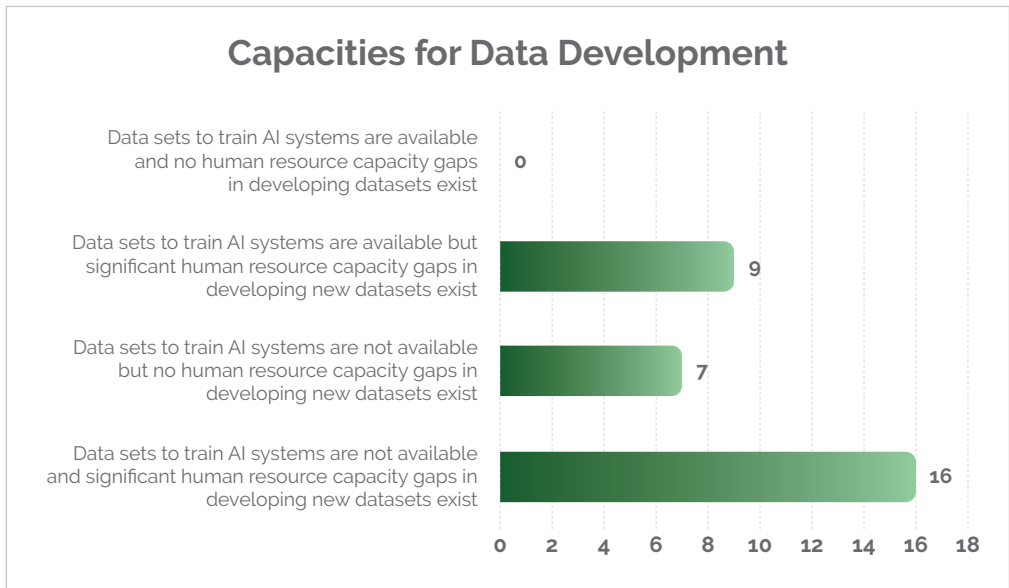 Capacities for Data Development
Data sets to train AI systems are available
and no human resource capacity gaps
in developing datasets exist
0
Data sets to train AI systems are available but
significant human resource capacity gaps in
developing new datasets exist
9
Data sets to train AI systems are not available
but no human resource capacity gaps in
developing new datasets exist
7
Data sets to train AI systems are not available
and significant human resource capacity gaps in
developing new datasets exist
16
0 2 4 6 8 10 12 14 16 18